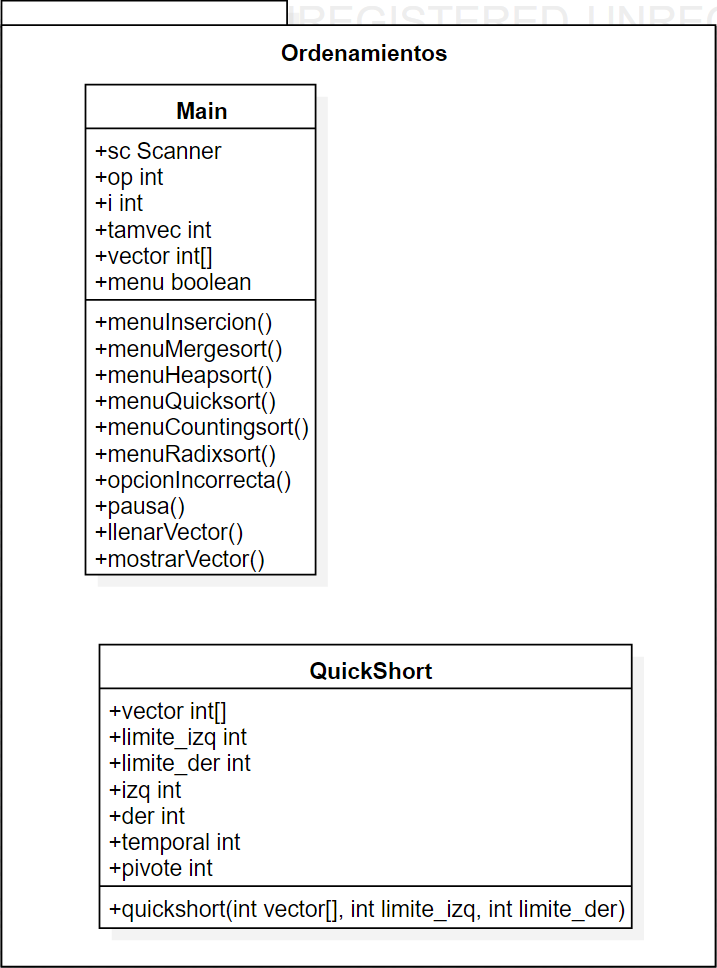 REGISTERED UNREG
Ordenamientos
Main
+sc Scanner
+op int
+i int
+tamvec int
+vector int[]
+menu boolean
+menuInsercion()
+menuMergesort()
+menuHeapsort()
+menuQuicksort()
+menuCountingsort()
+menuRadixsort()
+opcionIncorrecta()
+pausa()
+llenarVector()
+mostrarVector()
QuickShort
+vector int[]
+limite_izq int
+limite_der int
+izq int
+der int
+temporal int
+pivote int
+quickshort(int vector[], int limite_izq, int limite_der)